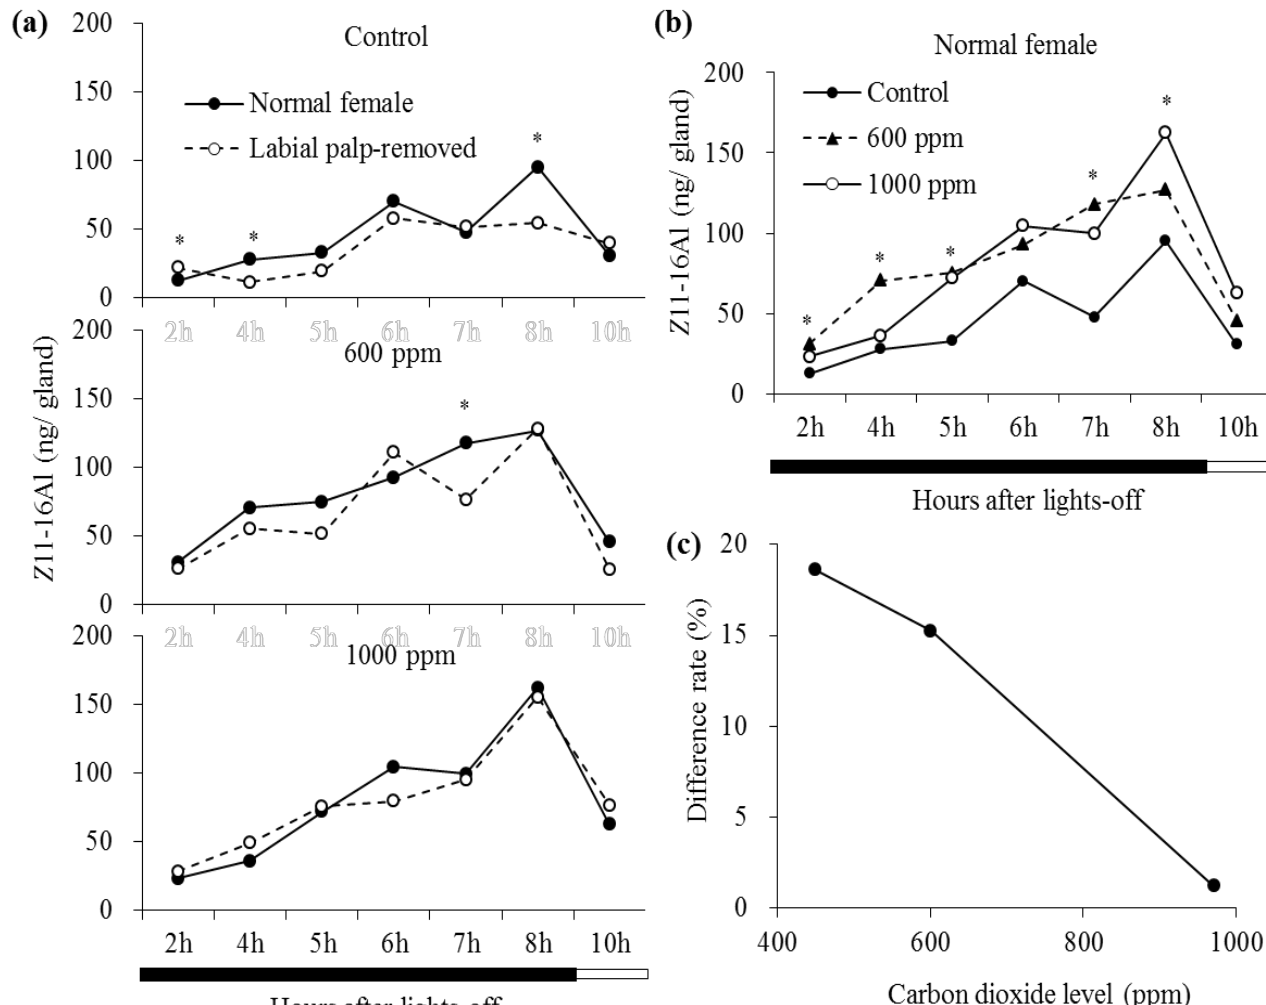 (a)
Control
200
150
100
50
0
Normal female
Labial palp-removed
*
*
*
2h 4h 5h 6h 7h 8h 10h
600 ppm
200
150
100
50
0
*
Z11-16Al (ng/ gland)
2h 4h 5h 6h 7h 8h 10h
1000 ppm
200
150
100
50
0
2h 4h 5h 6h 7h 8h 10h
Hours after lights-off
(b)
Normal female
200
150
100
50
0
Control
600 ppm
1000 ppm
*
*
*
*
*
Z11-16Al (ng/ gland)
2h 4h 5h 6h 7h 8h 10h
Hours after lights-off
(c)
20
15
10
5
0
Difference rate (%)
400 600 800 1000
Carbon dioxide level (ppm)